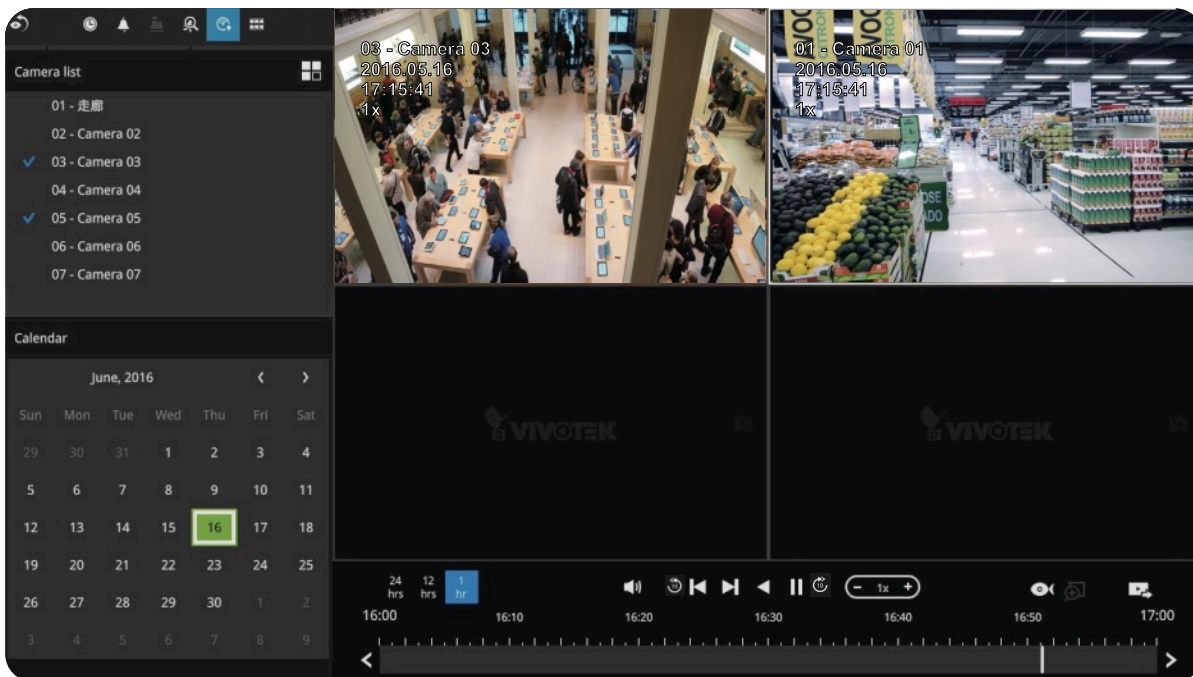 Camera list
01 - 走廊
02 - Camera 02
03 - Camera 03
04 - Camera 04
05 - Camera 05
06 - Camera 06
07 - Camera 07
Calendar
June, 2016
Sun Mon Tue Wed Thu Fri Sat
29 30 31 1 2 3 4
5 6 7 8 9 10 11
12 13 14 15 16 17 18
19 20 21 22 23 24 25
26 27 28 29 30 1 2
3 4 5 6 7 8 9
03 - Camera 03
2016.05.16
17:15:41
1x
01 - Camera 01
2016.05.16
17:15:41
1x
VIVOTEK
VIVOTEK
24 hrs
12 hrs
1 hr
10
10
1x
16:00 16:10 16:20 16:30 16:40 16:50 17:00